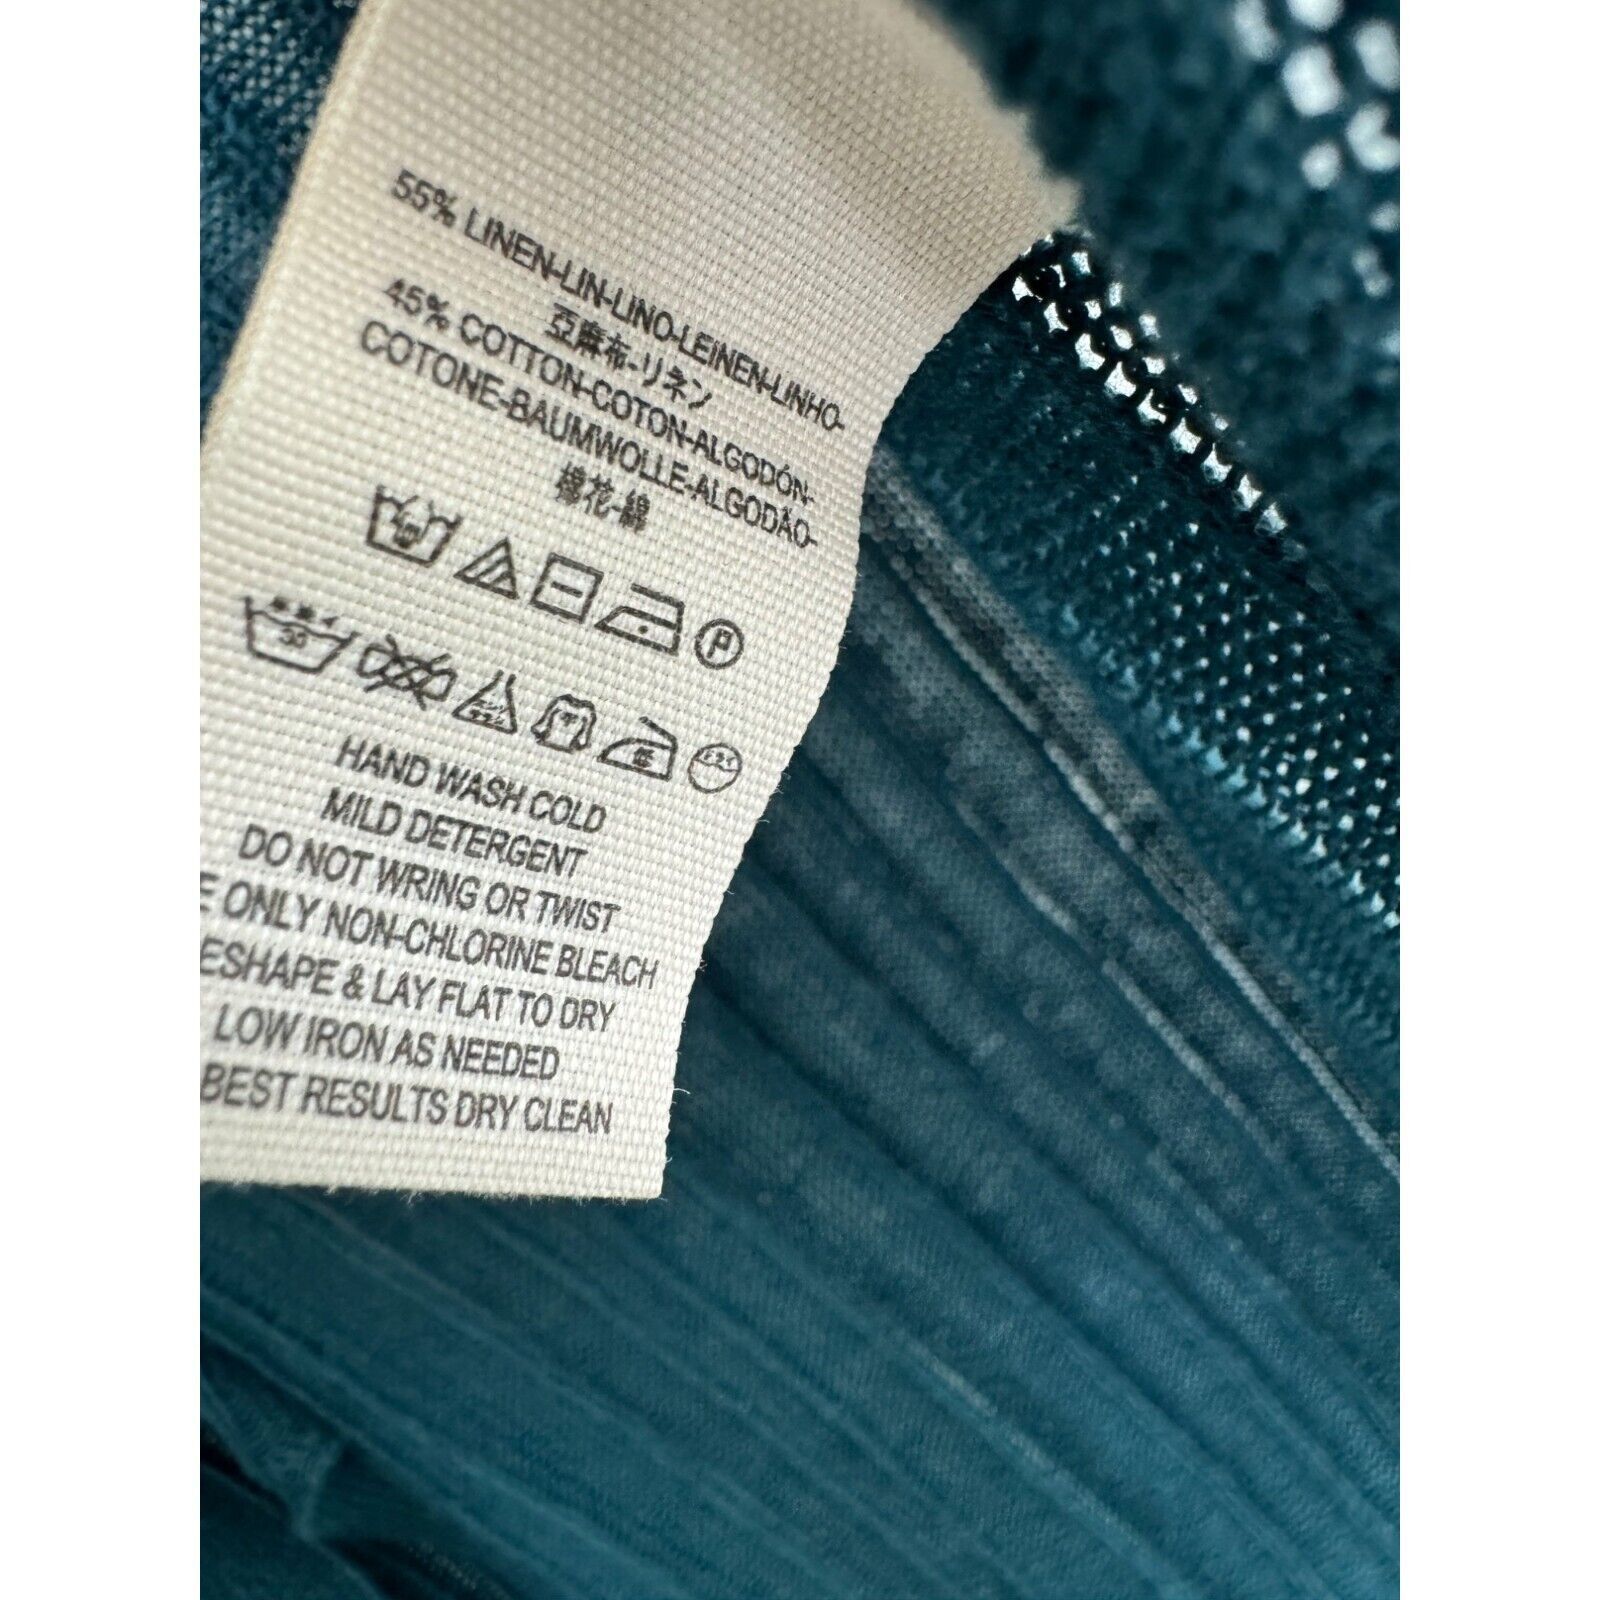 55% LINEN-LIN-LINO-LEINEN-LINHO-
亞麻布-リネン
45% COTTON-COTON-ALGODÓN-
COTONE-BAUMWOLLE-ALGODÃO-
棉花-綿
P
30
HAND WASH COLD
MILD DETERGENT
DO NOT WRING OR TWIST
E ONLY NON-CHLORINE BLEACH
ESHAPE & LAY FLAT TO DRY
LOW IRON AS NEEDED
BEST RESULTS DRY CLEAN